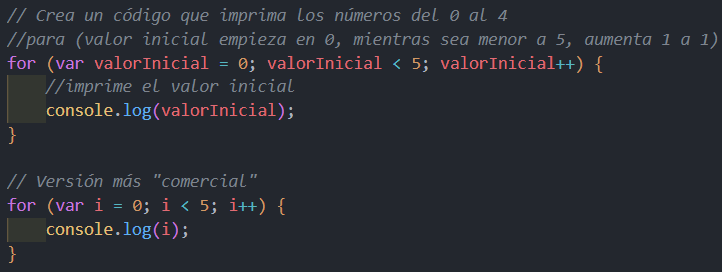 // Crea un código que imprima los números del 0 al 4
//para (valor inicial empieza en 0, mientras sea menor a 5, aumenta 1 a 1)
for (var valorInicial = 0; valorInicial < 5; valorInicial++) {
    //imprime el valor inicial
    console.log(valorInicial);
}

// Versión más "comercial"
for (var i = 0; i < 5; i++) {
    console.log(i);
}